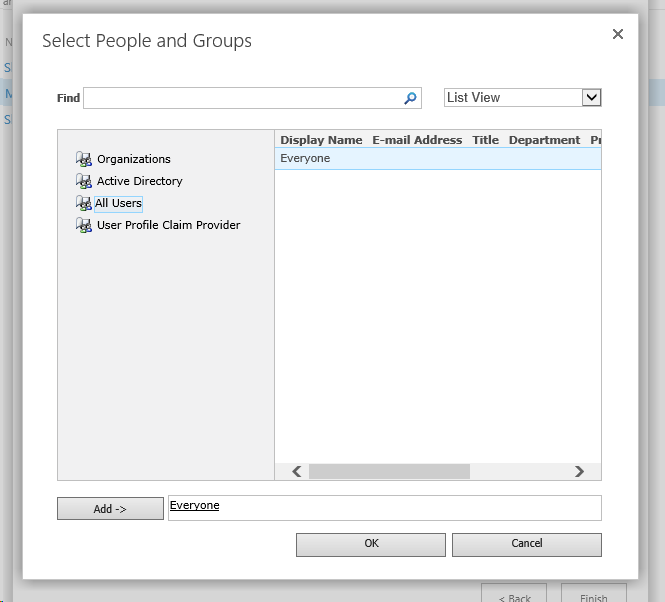 Select People and Groups
Find
List View
Display Name E-mail Address Title Department Pr
Everyone
Organizations
Active Directory
All Users
User Profile Claim Provider
Add ->
Everyone
OK
Cancel
< Back
Finish